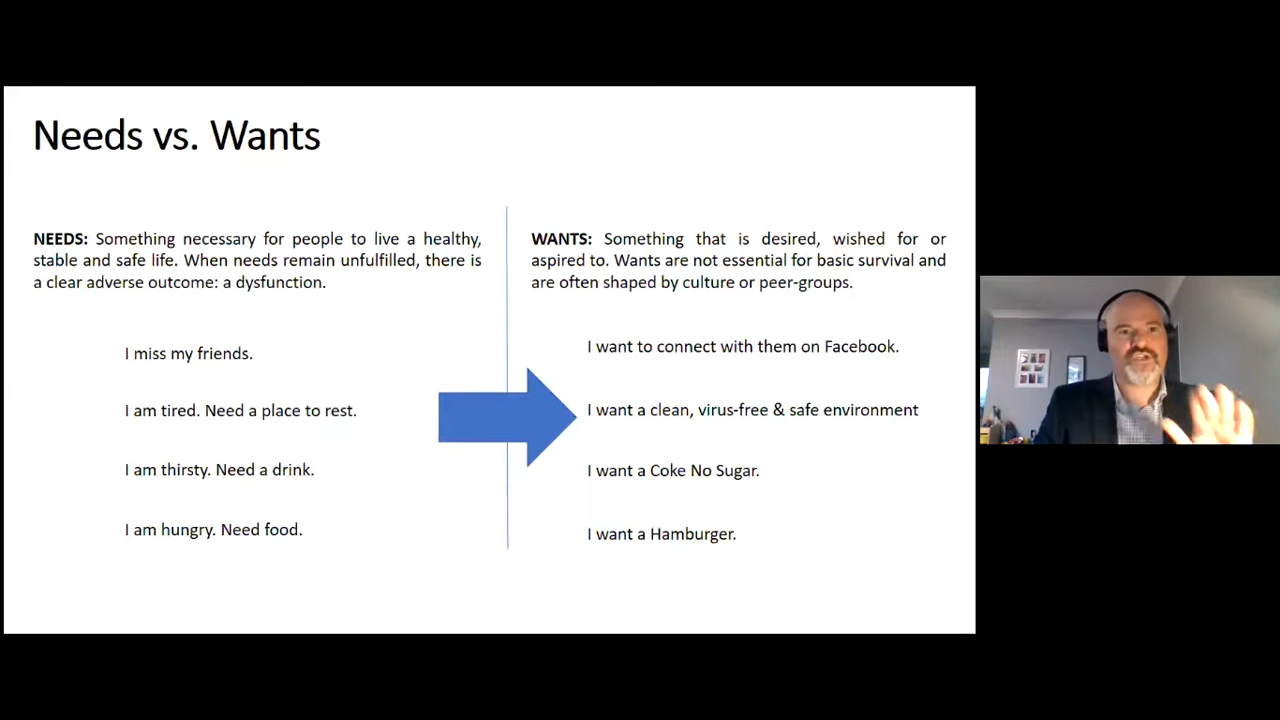 Needs vs. Wants
NEEDS: Something necessary for people to live a healthy,
stable and safe life. When needs remain unfulfilled, there is
a clear adverse outcome: a dysfunction.
I miss my friends.
I am tired. Need a place to rest.
I am thirsty. Need a drink.
I am hungry. Need food.
WANTS: Something that is desired, wished for or
aspired to. Wants are not essential for basic survival and
are often shaped by culture or peer-groups.
I want to connect with them on Facebook.
I want a clean, virus-free & safe environment
I want a Coke No Sugar.
I want a Hamburger.